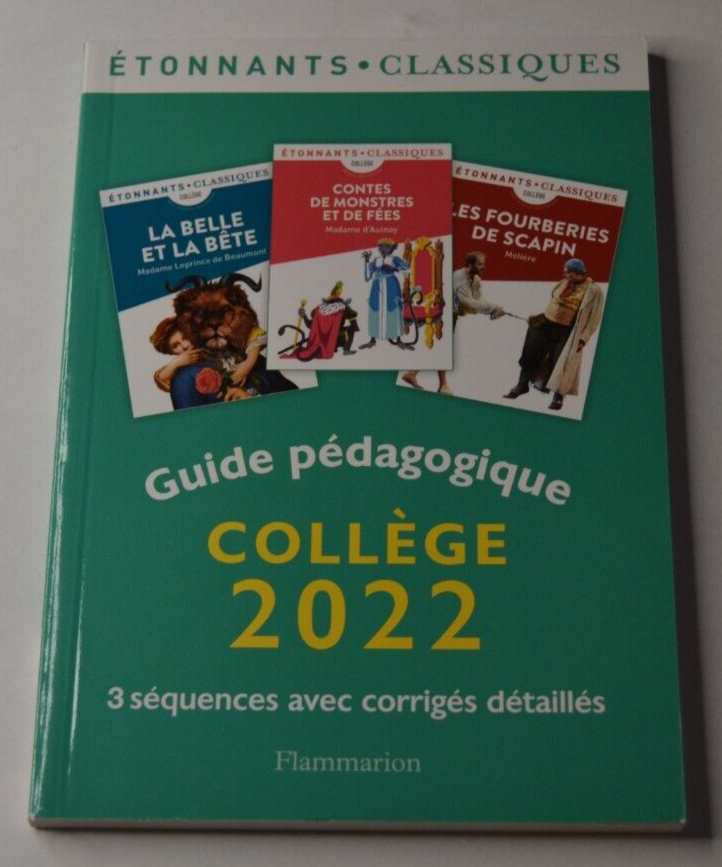 ÉTONNANTS • CLASSIQUES
ÉTONNANTS • CLASSIQUES
COLLÈGE
LA BELLE
ET LA BÊTE
Madame Leprince de Beaumont
ÉTONNANTS • CLASSIQUES
COLLÈGE
CONTES
DE MONSTRES
ET DE FÉES
Madame d'Aulnoy
ÉTONNANTS • CLASSIQUES
COLLÈGE
LES FOURBERIES
DE SCAPIN
Molière
Guide pédagogique
COLLÈGE
2022
3 séquences avec corrigés détaillés
Flammarion